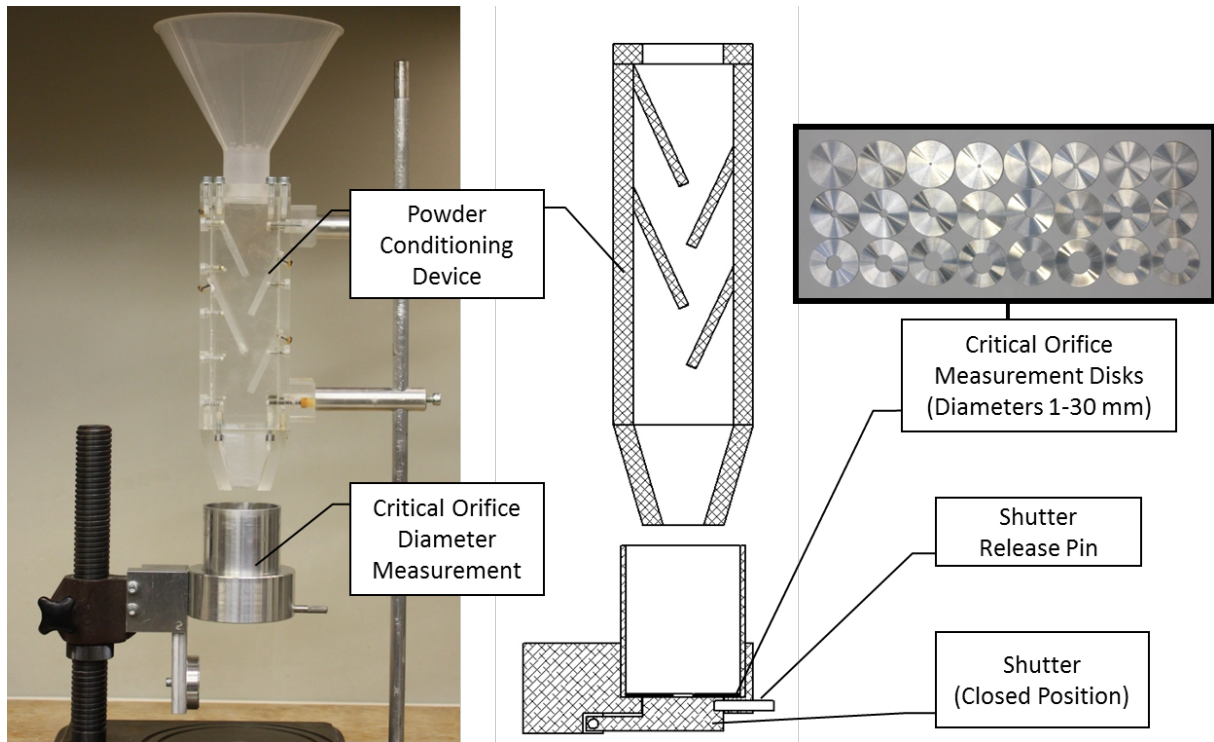 Powder
Conditioning
Device
Critical Orifice
Diameter
Measurement
Critical Orifice
Measurement Disks
(Diameters 1-30 mm)
Shutter
Release Pin
Shutter
(Closed Position)